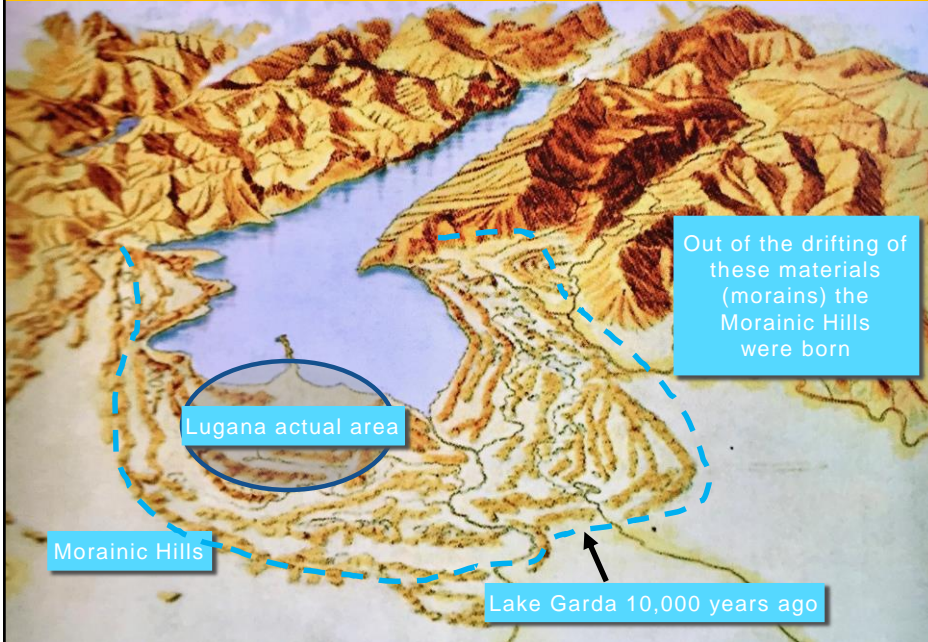 Out of the drifting of
these materials
(morains) the
Morainic Hills
were born
Lugana actual area
Morainic Hills
Lake Garda 10,000 years ago